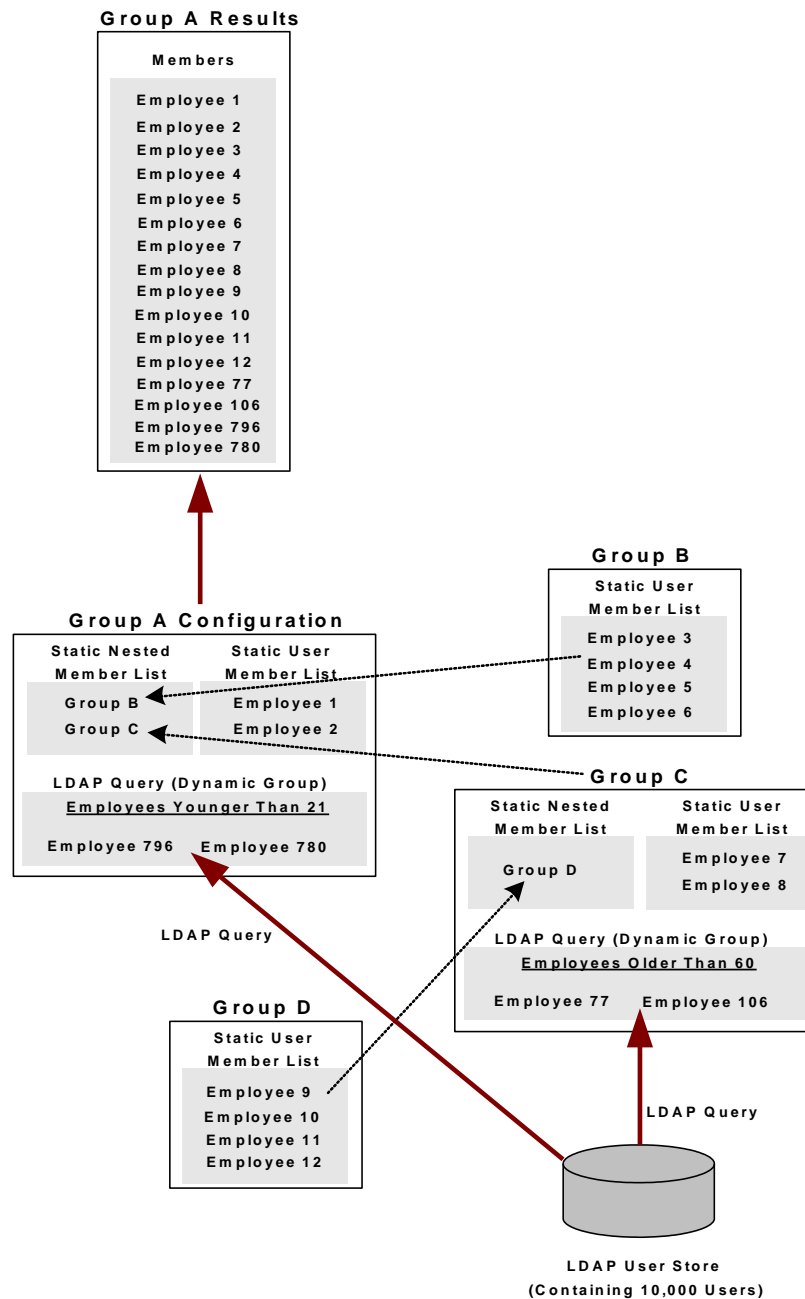 Group A Results
Members
Employee 1
Employee 2
Employee 3
Employee 4
Employee 5
Employee 6
Employee 7
Employee 8
Employee 9
Employee 10
Employee 11
Employee 12
Employee 77
Employee 106
Employee 796
Employee 780
Group B
Static User
Member List
Employee 3
Employee 4
Employee 5
Employee 6
Group A Configuration
Static Nested
Member List
Group B
Group C
Static User
Member List
Employee 1
Employee 2
LDAP Query (Dynamic Group)
Employees Younger Than 21
Employee 796
Employee 780
Group C
Static Nested
Member List
Group D
Static User
Member List
Employee 7
Employee 8
LDAP Query (Dynamic Group)
Employees Older Than 60
Employee 77
Employee 106
LDAP Query
Group D
Static User
Member List
Employee 9
Employee 10
Employee 11
Employee 12
LDAP Query
LDAP User Store
(Containing 10,000 Users)